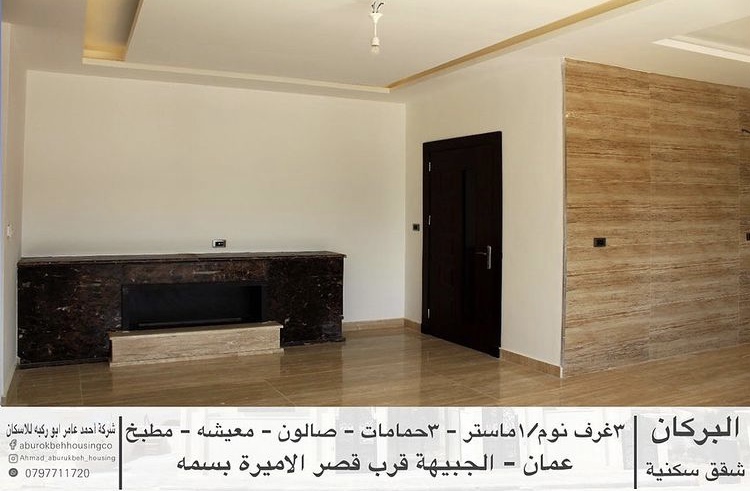 البركان
شقق سكنية
٣غرف نوم/١ماستر - ٣حمامات - صالون - معيشه - مطبخ
عمان - الجبيهة قرب قصر الاميرة بسمه
شركة احمد عامر ابو ركبه للاسكان
aburokbehhousingco
Ahmad_aburukbeh_housing
0797711720